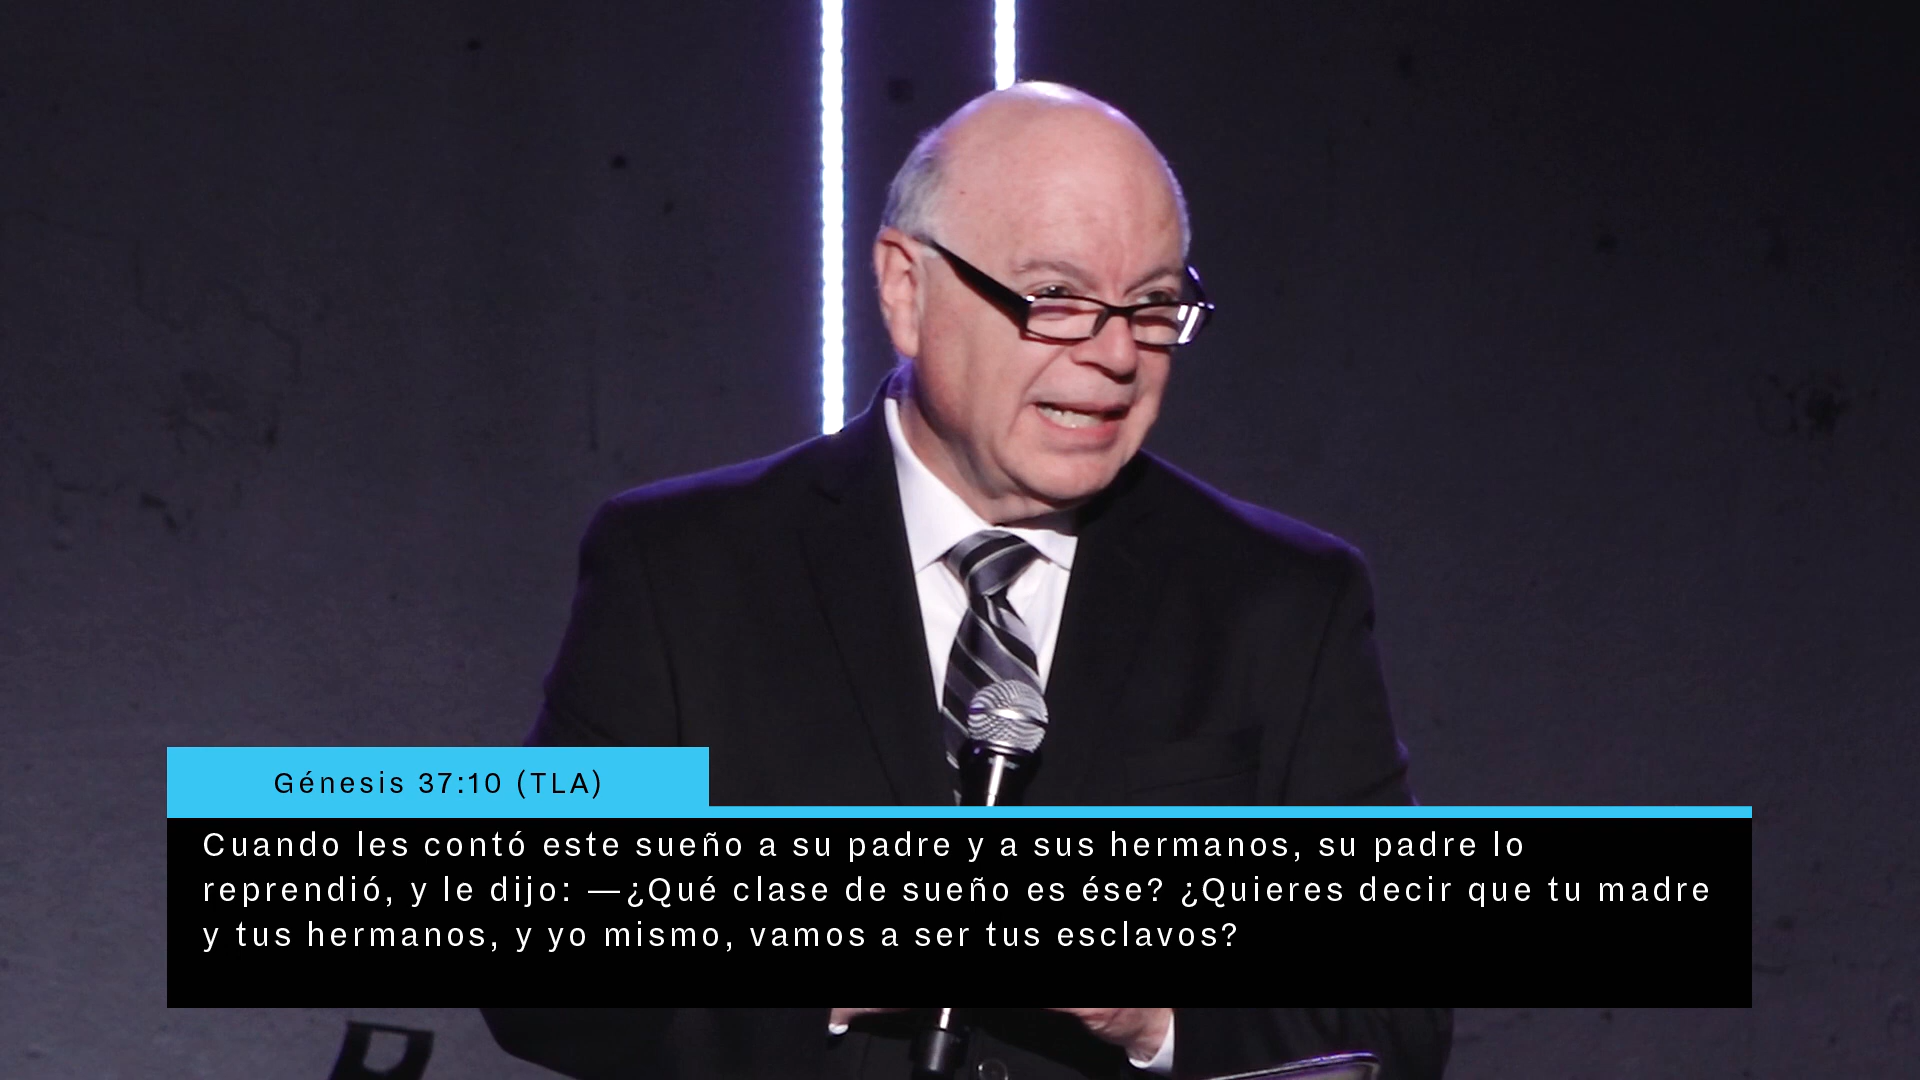 Génesis 37:10 (TLA)
Cuando les contó este sueño a su padre y a sus hermanos, su padre lo
reprendió, y le dijo: —¿Qué clase de sueño es ése? ¿Quieres decir que tu madre
y tus hermanos, y yo mismo, vamos a ser tus esclavos?